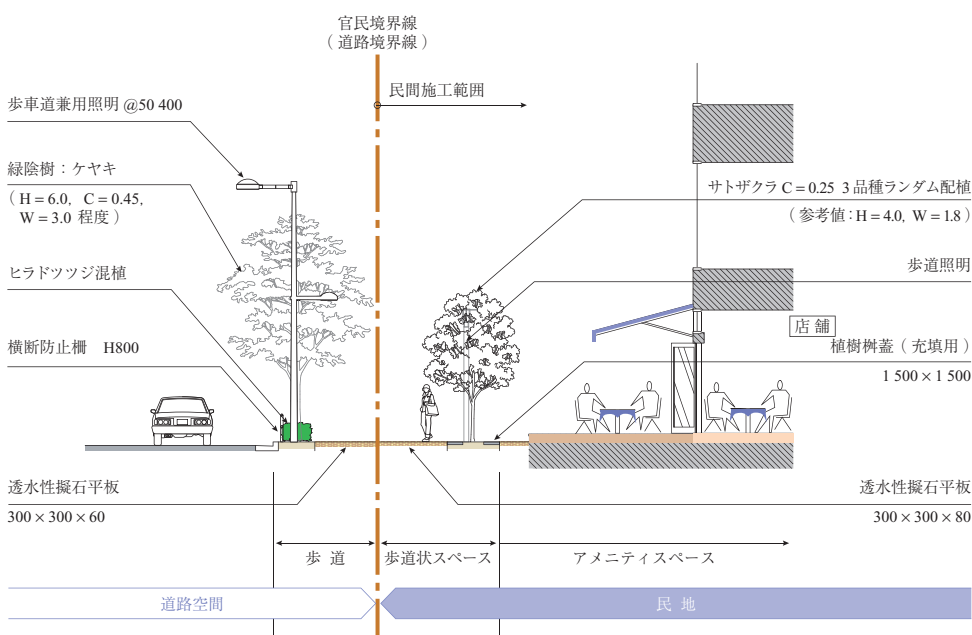 官民境界線
（ 道路境界線 ）
民間施工範囲
歩車道兼用照明 @50 400
緑陰樹：ケヤキ
（ H = 6.0,  C = 0.45,
W = 3.0 程度 ）
ヒラドツツジ混植
横断防止柵　H800
サトザクラ C = 0.25  3 品種ランダム配植
（ 参考値：H = 4.0,  W = 1.8 ）
歩道照明
店 舗
植樹桝蓋（ 充填用 ）
1 500 × 1 500
透水性擬石平板
300 × 300 × 60
透水性擬石平板
300 × 300 × 80
歩 道
歩道状スペース
アメニティスペース
道路空間
民 地